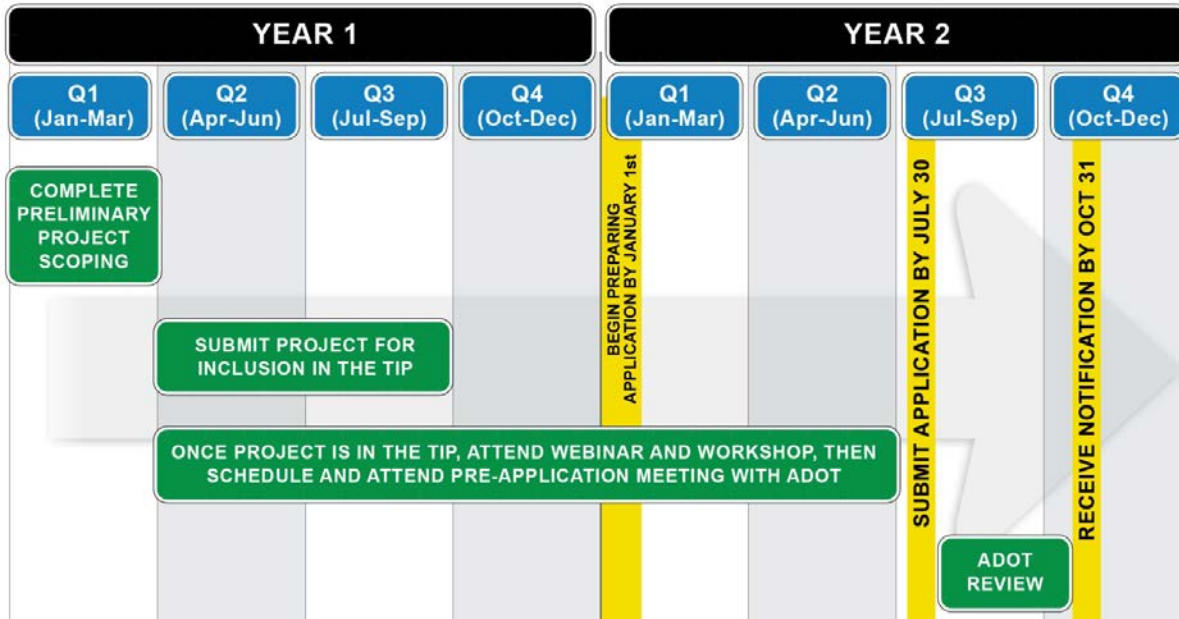 YEAR 1
YEAR 2
Q1
(Jan-Mar)
Q2
(Apr-Jun)
Q3
(Jul-Sep)
Q4
(Oct-Dec)
Q1
(Jan-Mar)
Q2
(Apr-Jun)
Q3
(Jul-Sep)
Q4
(Oct-Dec)
COMPLETE
PRELIMINARY
PROJECT
SCOPING
SUBMIT PROJECT FOR
INCLUSION IN THE TIP
ONCE PROJECT IS IN THE TIP, ATTEND WEBINAR AND WORKSHOP, THEN
SCHEDULE AND ATTEND PRE-APPLICATION MEETING WITH ADOT
BEGIN PREPARING
APPLICATION BY JANUARY 1st
SUBMIT APPLICATION BY JULY 30
ADOT
REVIEW
RECEIVE NOTIFICATION BY OCT 31